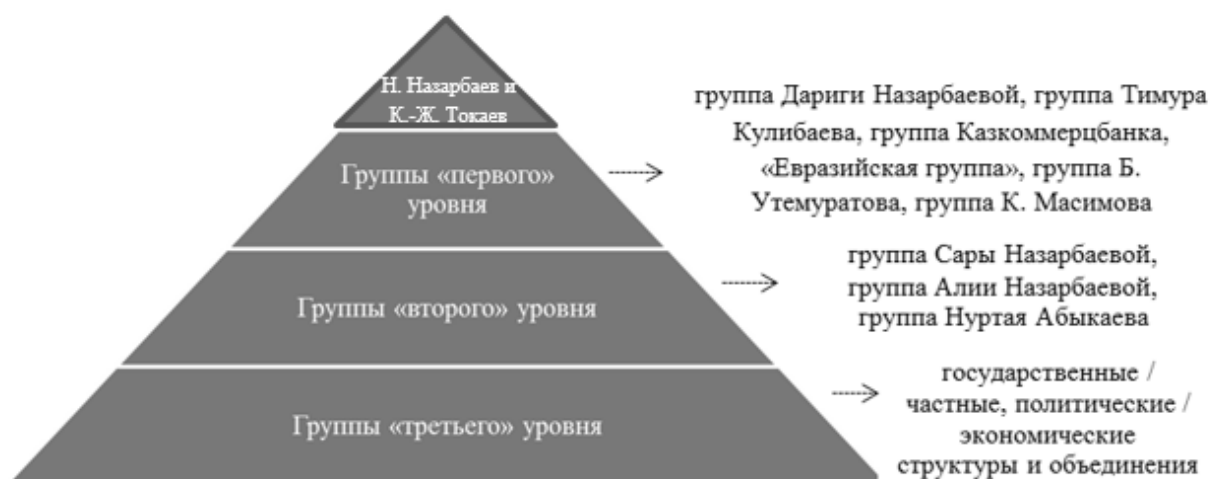 Н. Назарбаев и
К.-Ж. Токаев
Группы «первого»
уровня
группа Дариги Назарбаевой, группа Тимура
Кулибаева, группа Казкоммерцбанка,
«Евразийская группа», группа Б.
Утемуратова, группа К. Масимова
Группы «второго» уровня
группа Сары Назарбаевой,
группа Алии Назарбаевой,
группа Нуртая Абыкаева
Группы «третьего» уровня
государственные /
частные, политические /
экономические
структуры и объединения